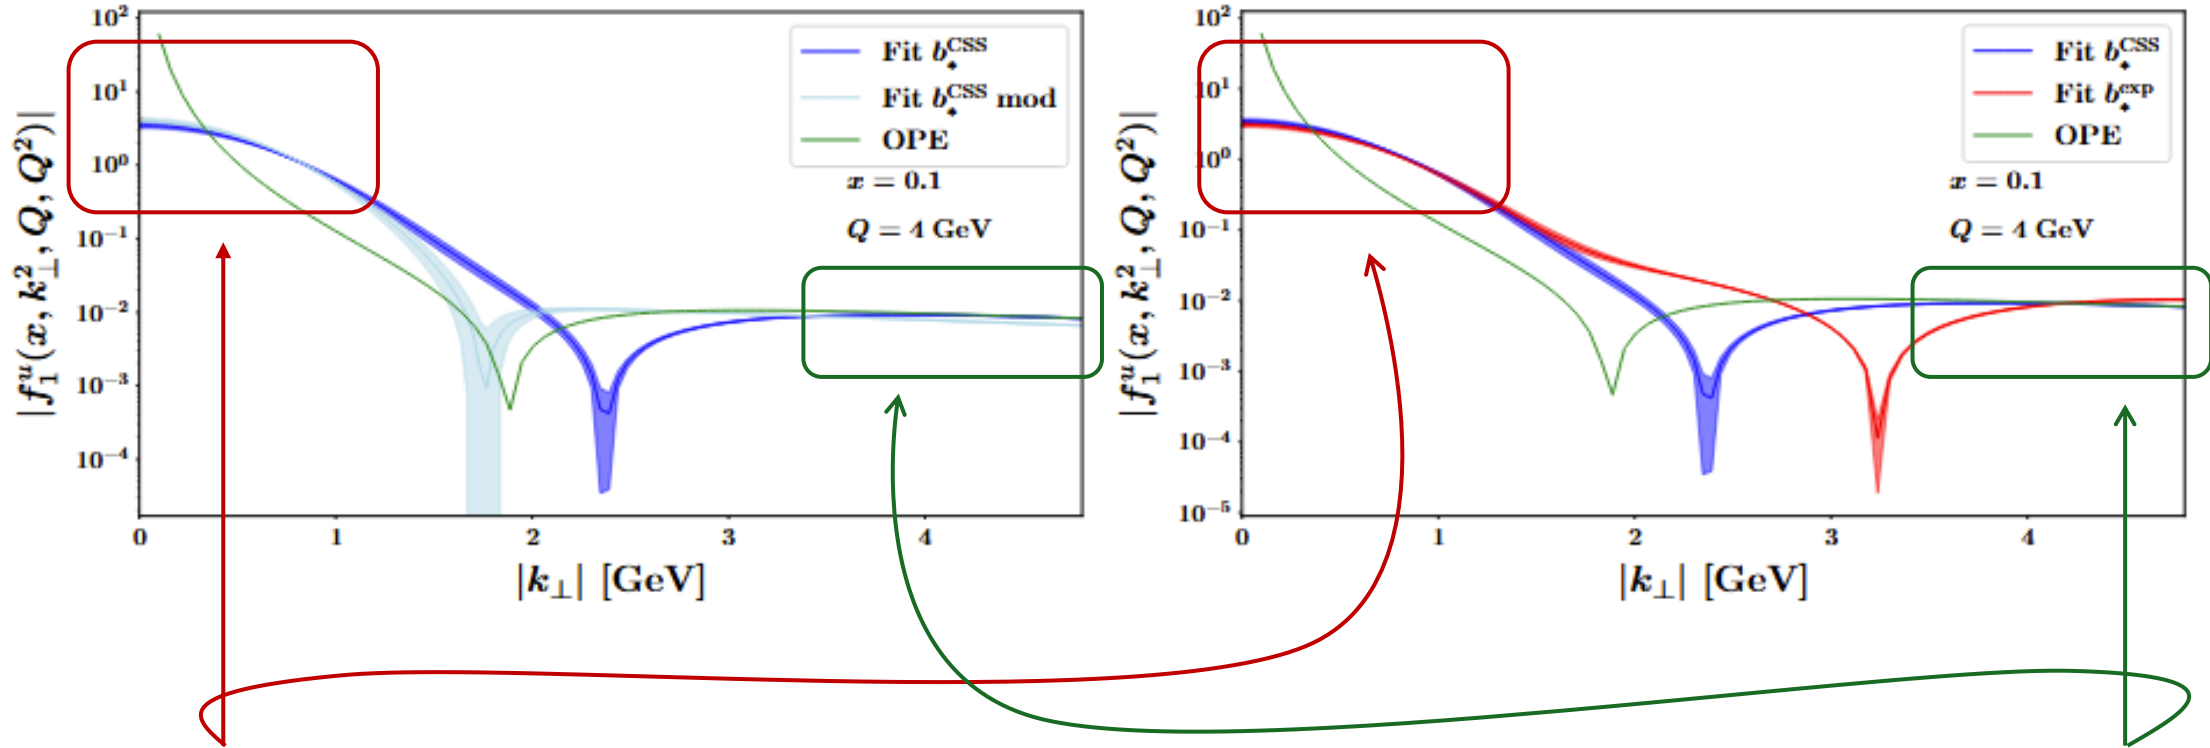 10²
10¹
10⁰
10⁻¹
10⁻²
10⁻³
10⁻⁴
|f₁ᵘ(x, k²⊥, Q, Q²)|
Fit b⁎ᶜˢˢ
Fit b⁎ᶜˢˢ mod
OPE
x = 0.1
Q = 4 GeV
0 1 2 3 4
|k⊥| [GeV]
10²
10¹
10⁰
10⁻¹
10⁻²
10⁻³
10⁻⁴
10⁻⁵
|f₁ᵘ(x, k²⊥, Q, Q²)|
Fit b⁎ᶜˢˢ
Fit b⁎ᵉˣᵖ
OPE
x = 0.1
Q = 4 GeV
0 1 2 3 4
|k⊥| [GeV]